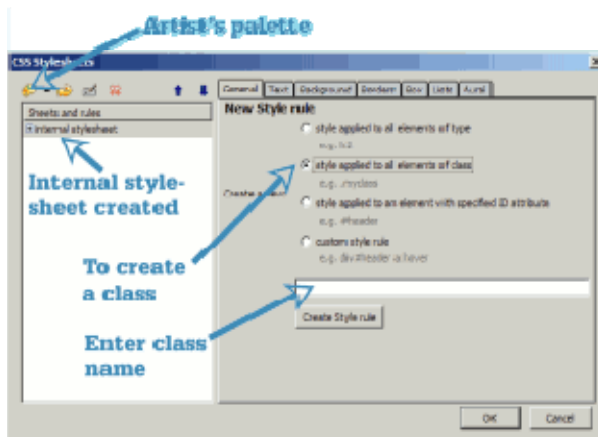 Artist's palette
CSS Stylesheets
General Text Background Borders Box Lists Aural
Sheets and rules
New Style rule
internal stylesheet
style applied to all elements of type
e.g. h2
style applied to all elements of class
e.g. .myclass
Internal style-
sheet created
Create a
style applied to an element with specified ID attribute
e.g. #header
custom style rule
e.g. div#header a:hover
To create
a class
Create Style rule
Enter class
name
OK Cancel